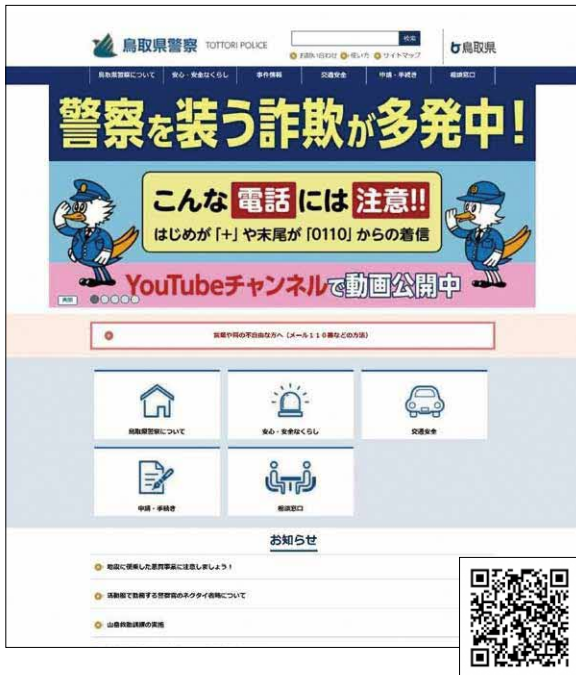 鳥取県警察 TOTTORI POLICE
検索
お問い合わせ 使い方 サイトマップ
鳥取県
鳥取県警察について 安心・安全なくらし 事件情報 交通安全 申請・手続き 相談窓口
警察を装う詐欺が多発中!
こんな電話には注意!!
はじめが「+」や末尾が「0110」からの着信
YouTubeチャンネルで動画公開中
言葉や耳の不自由な方へ(メール110番などの方法)
鳥取県警察について
安心・安全なくらし
交通安全
申請・手続き
相談窓口
お知らせ
地震に便乗した悪質事案に注意しましょう!
活動服で勤務する警察官のネクタイ省略について
山岳救助訓練の実施